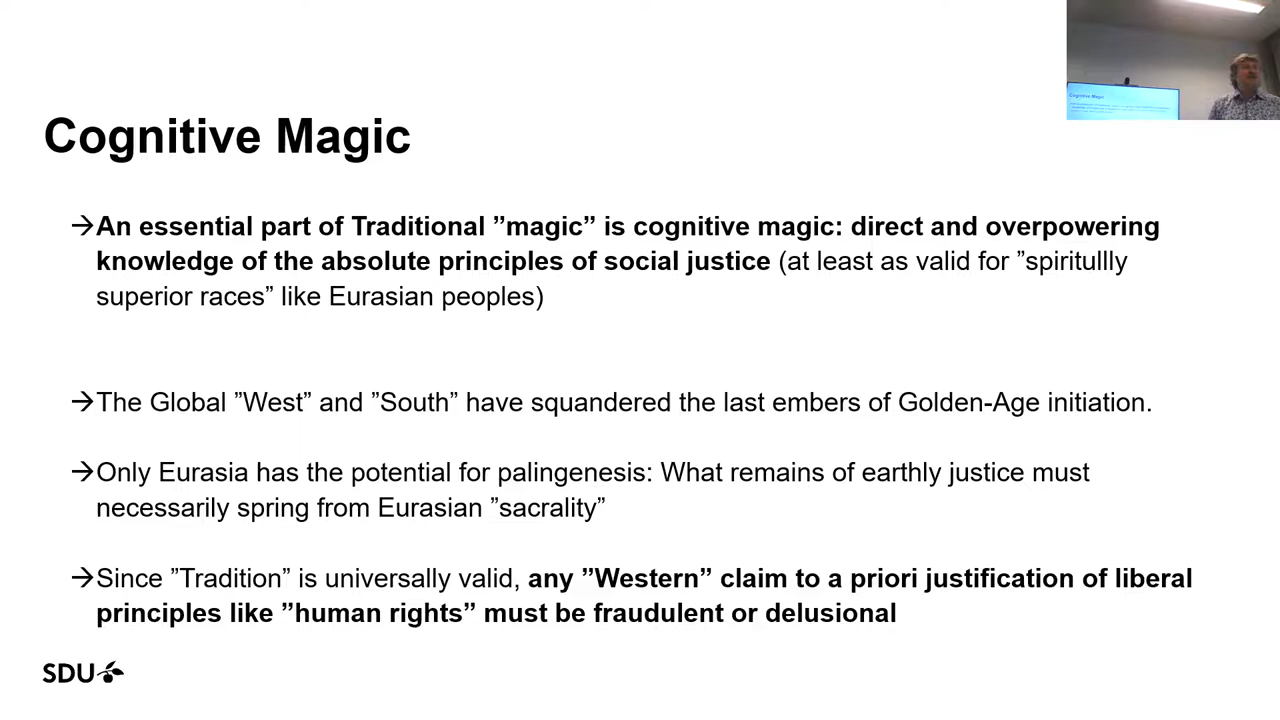 Cognitive Magic
Cognitive Magic
→An essential part of Traditional ”magic” is cognitive magic: direct and overpowering
knowledge of the absolute principles of social justice (at least as valid for ”spiritullly
superior races” like Eurasian peoples)
→The Global ”West” and ”South” have squandered the last embers of Golden-Age initiation.
→Only Eurasia has the potential for palingenesis: What remains of earthly justice must
necessarily spring from Eurasian ”sacrality”
→Since ”Tradition” is universally valid, any ”Western” claim to a priori justification of liberal
principles like ”human rights” must be fraudulent or delusional
SDU